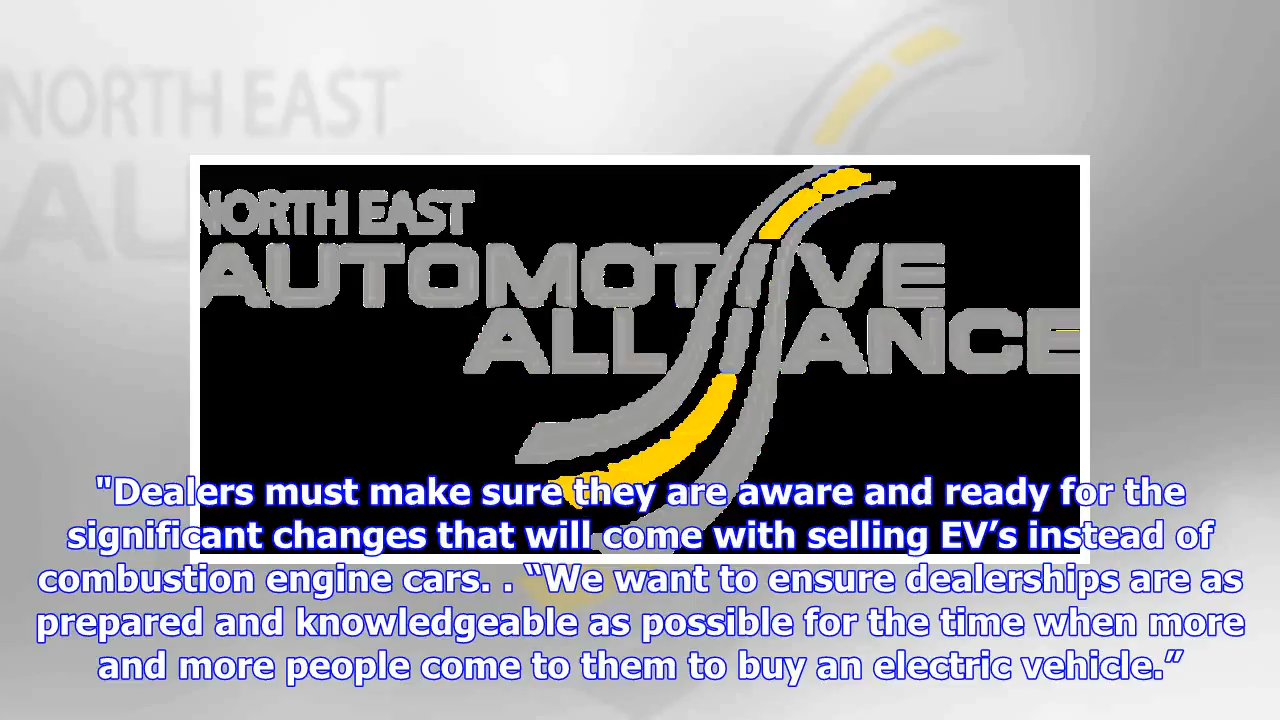 NORTH EAST
AUTOMOTIVE
ALLIANCE
"Dealers must make sure they are aware and ready for the
significant changes that will come with selling EV’s instead of
combustion engine cars. . “We want to ensure dealerships are as
prepared and knowledgeable as possible for the time when more
and more people come to them to buy an electric vehicle.”